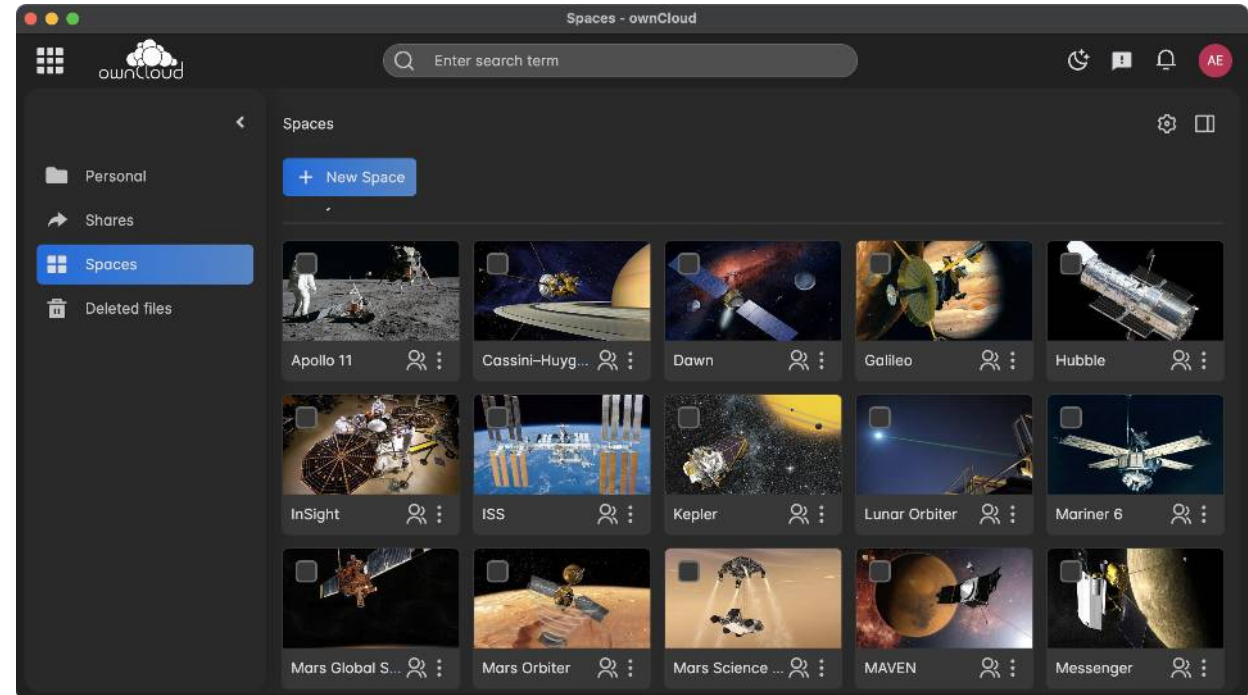 Spaces - ownCloud
ownCloud
Enter search term
AE
Spaces
New Space
Personal
Shares
Spaces
Deleted files
Apollo 11
Cassini–Huyg...
Dawn
Galileo
Hubble
InSight
ISS
Kepler
Lunar Orbiter
Mariner 6
Mars Global S...
Mars Orbiter
Mars Science ...
MAVEN
Messenger